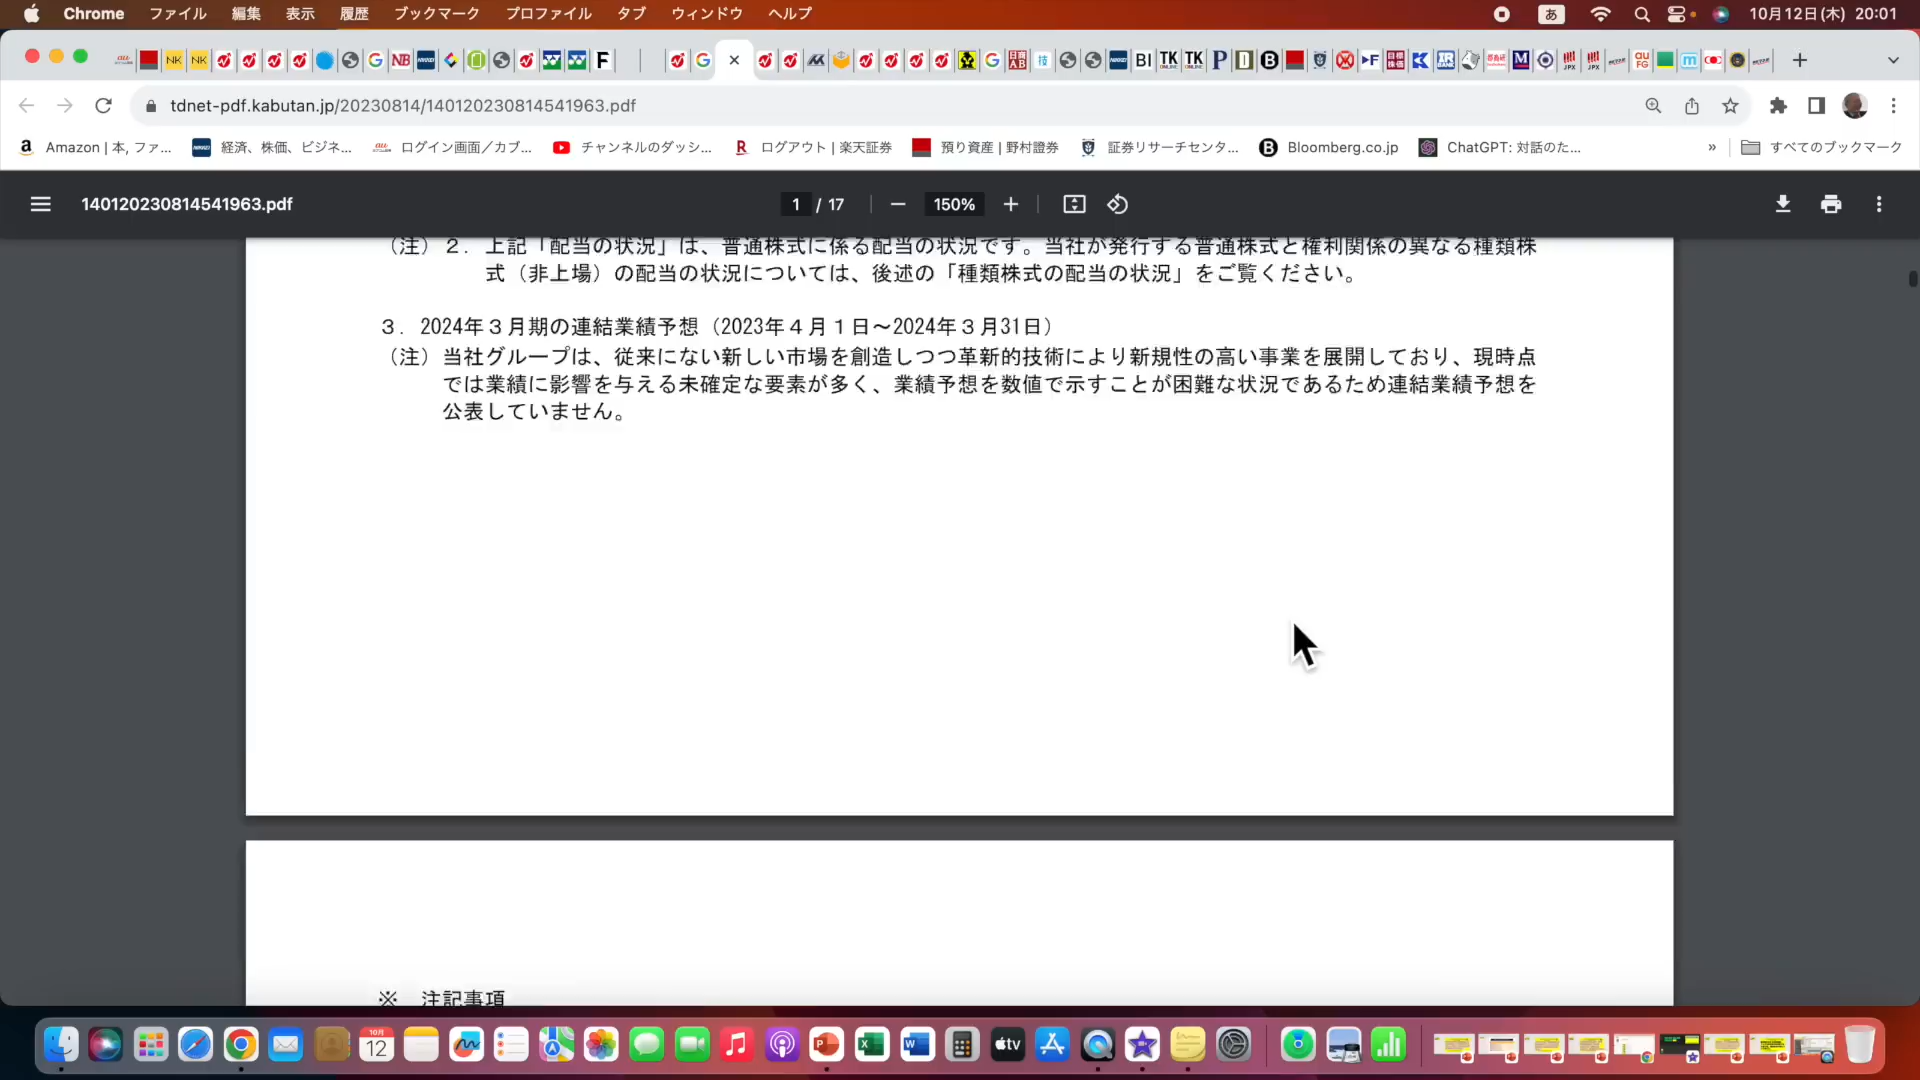 Chrome ファイル 編集 表示 履歴 ブックマーク プロファイル タブ ウィンドウ ヘルプ あ 10月12日(木) 20:01
tdnet-pdf.kabutan.jp/20230814/140120230814541963.pdf
Amazon | 本, ファ... 経済、株価、ビジネ... ログイン画面／カブ... チャンネルのダッシ... ログアウト | 楽天証券 預り資産 | 野村證券 証券リサーチセンタ... Bloomberg.co.jp ChatGPT: 対話のた... » すべてのブックマーク
140120230814541963.pdf 1 / 17 150%
（注）２．上記「配当の状況」は、普通株式に係る配当の状況です。当社が発行する普通株式と権利関係の異なる種類株
式（非上場）の配当の状況については、後述の「種類株式の配当の状況」をご覧ください。
３．2024年３月期の連結業績予想（2023年４月１日～2024年３月31日）
（注）当社グループは、従来にない新しい市場を創造しつつ革新的技術により新規性の高い事業を展開しており、現時点
では業績に影響を与える未確定な要素が多く、業績予想を数値で示すことが困難な状況であるため連結業績予想を
公表していません。
※ 注記事項
10月
12
tv